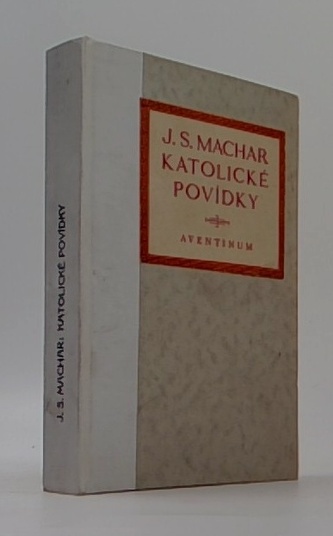 J. S. MACHAR
KATOLICKÉ
POVÍDKY
AVENTINUM
J. S. MACHAR: KATOLICKÉ POVÍDKY